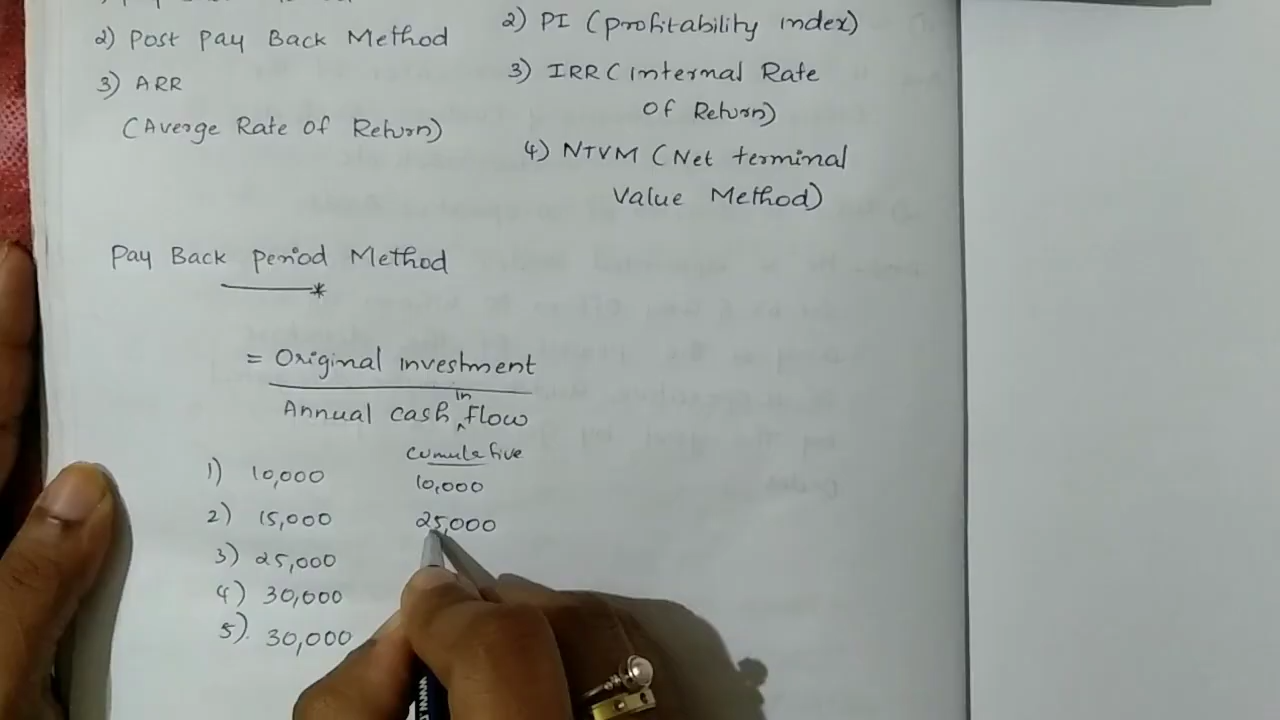 2) Post Pay Back Method
3) ARR
(Averge Rate Of Return)
2) PI (profitability index)
3) IRR (internal Rate
Of Return)
4) NTVM (Net terminal
Value Method)
Pay Back period Method
= Original investment
Annual cash in flow
cumulative
1) 10,000 10,000
2) 15,000 25,000
3) 25,000
4) 30,000
5). 30,000
www.